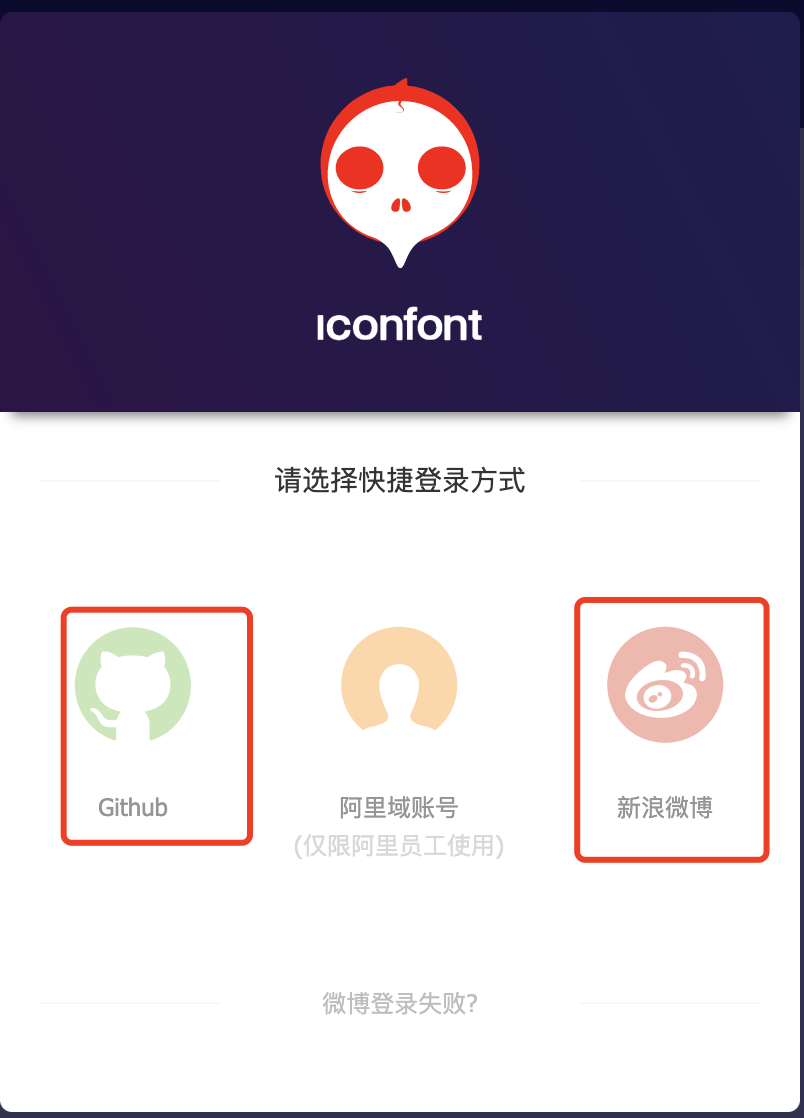 iconfont
请选择快捷登录方式
Github
阿里域账号
新浪微博
(仅限阿里员工使用)
微博登录失败?